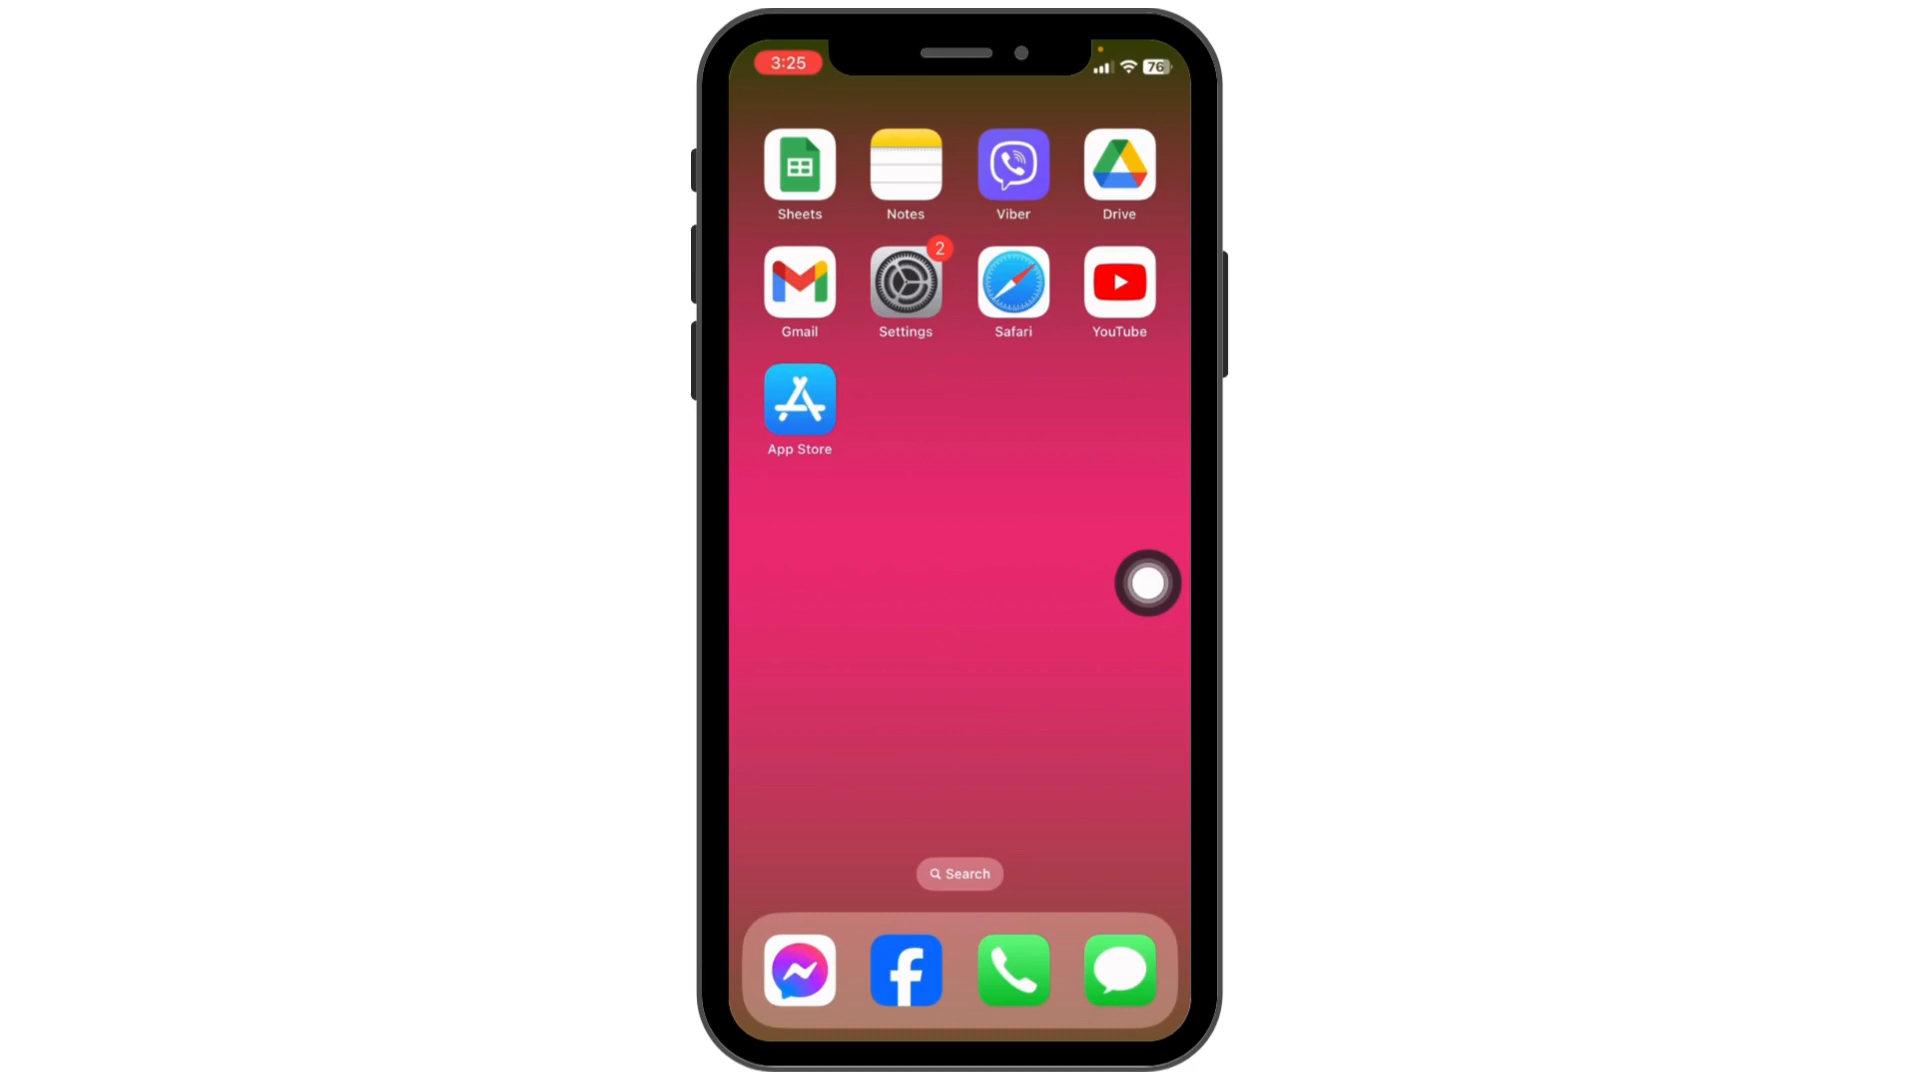 3:25
76
Sheets
Notes
Viber
Drive
2
Gmail
Settings
Safari
YouTube
App Store
Search